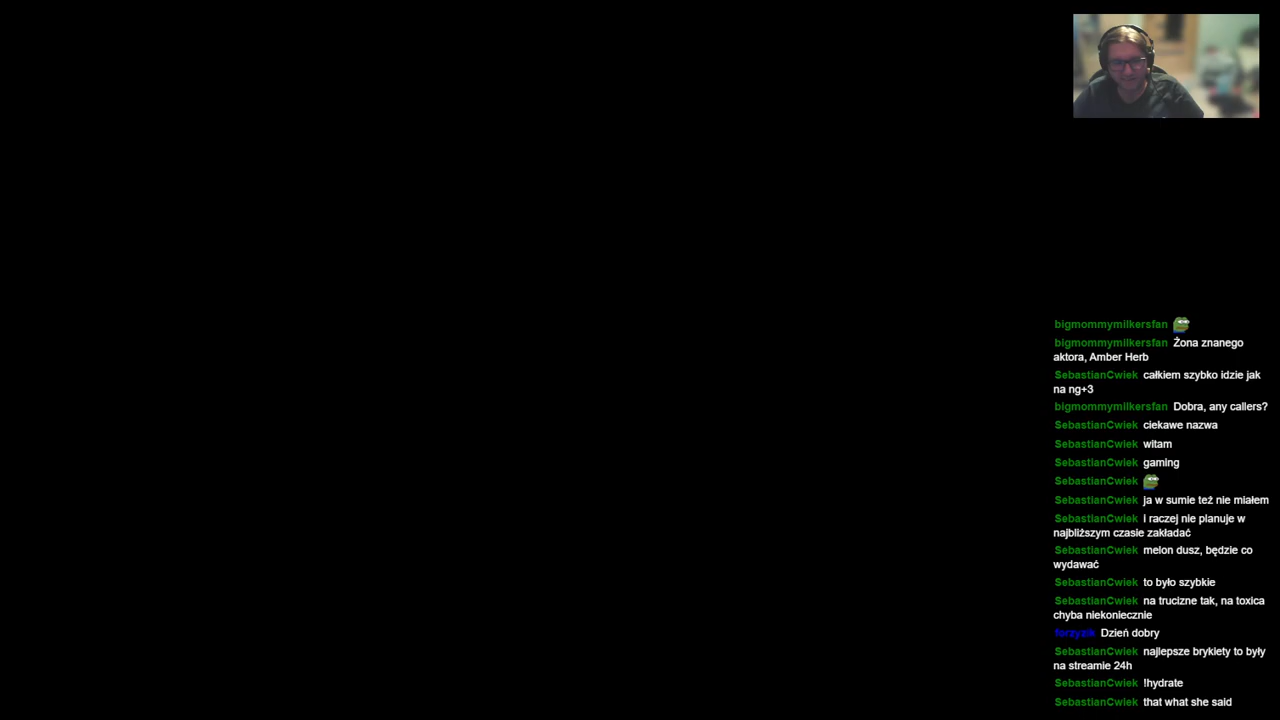 bigmommymilkersfan
bigmommymilkersfan Żona znanego
aktora, Amber Herb
SebastianCwiek całkiem szybko idzie jak
na ng+3
bigmommymilkersfan Dobra, any callers?
SebastianCwiek ciekawe nazwa
SebastianCwiek witam
SebastianCwiek gaming
SebastianCwiek
SebastianCwiek ja w sumie też nie miałem
SebastianCwiek i raczej nie planuje w
najbliższym czasie zakładać
SebastianCwiek melon dusz, będzie co
wydawać
SebastianCwiek to było szybkie
SebastianCwiek na trucizne tak, na toxica
chyba niekoniecznie
forzyzik Dzień dobry
SebastianCwiek najlepsze brykiety to były
na streamie 24h
SebastianCwiek !hydrate
SebastianCwiek that what she said